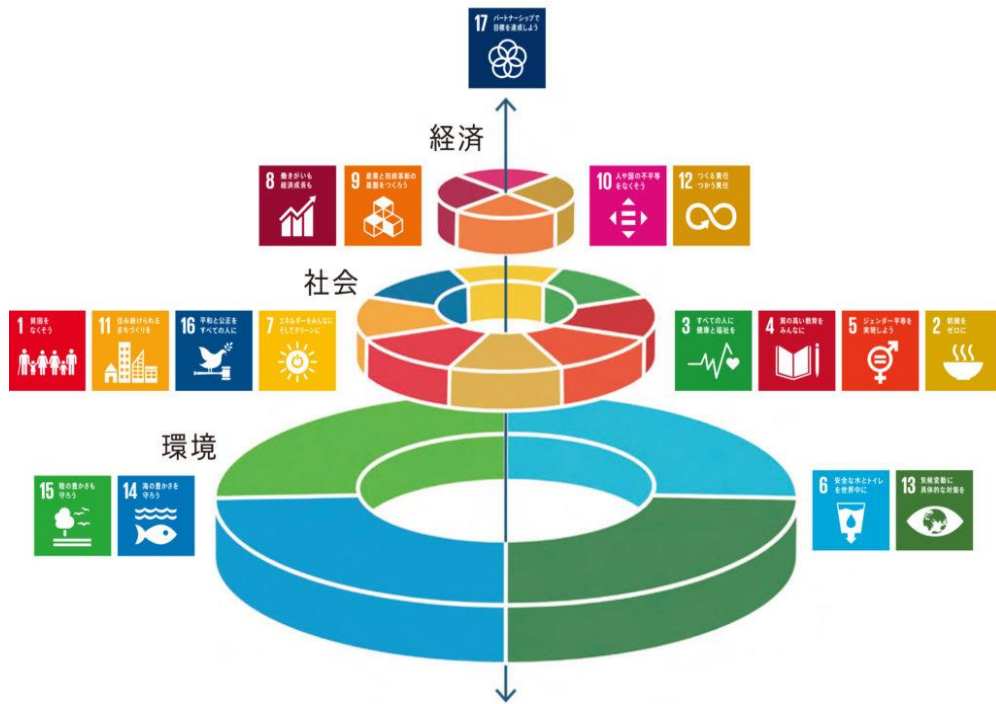 17 パートナーシップで
目標を達成しよう
経済
8 働きがいも
経済成長も
9 産業と技術革新の
基盤をつくろう
10 人や国の不平等
をなくそう
12 つくる責任
つかう責任
社会
1 貧困を
なくそう
11 住み続けられる
まちづくりを
16 平和と公正を
すべての人に
7 エネルギーをみんなに
そしてクリーンに
3 すべての人に
健康と福祉を
4 質の高い教育を
みんなに
5 ジェンダー平等を
実現しよう
2 飢餓を
ゼロに
環境
15 陸の豊かさも
守ろう
14 海の豊かさを
守ろう
6 安全な水とトイレ
を世界中に
13 気候変動に
具体的な対策を